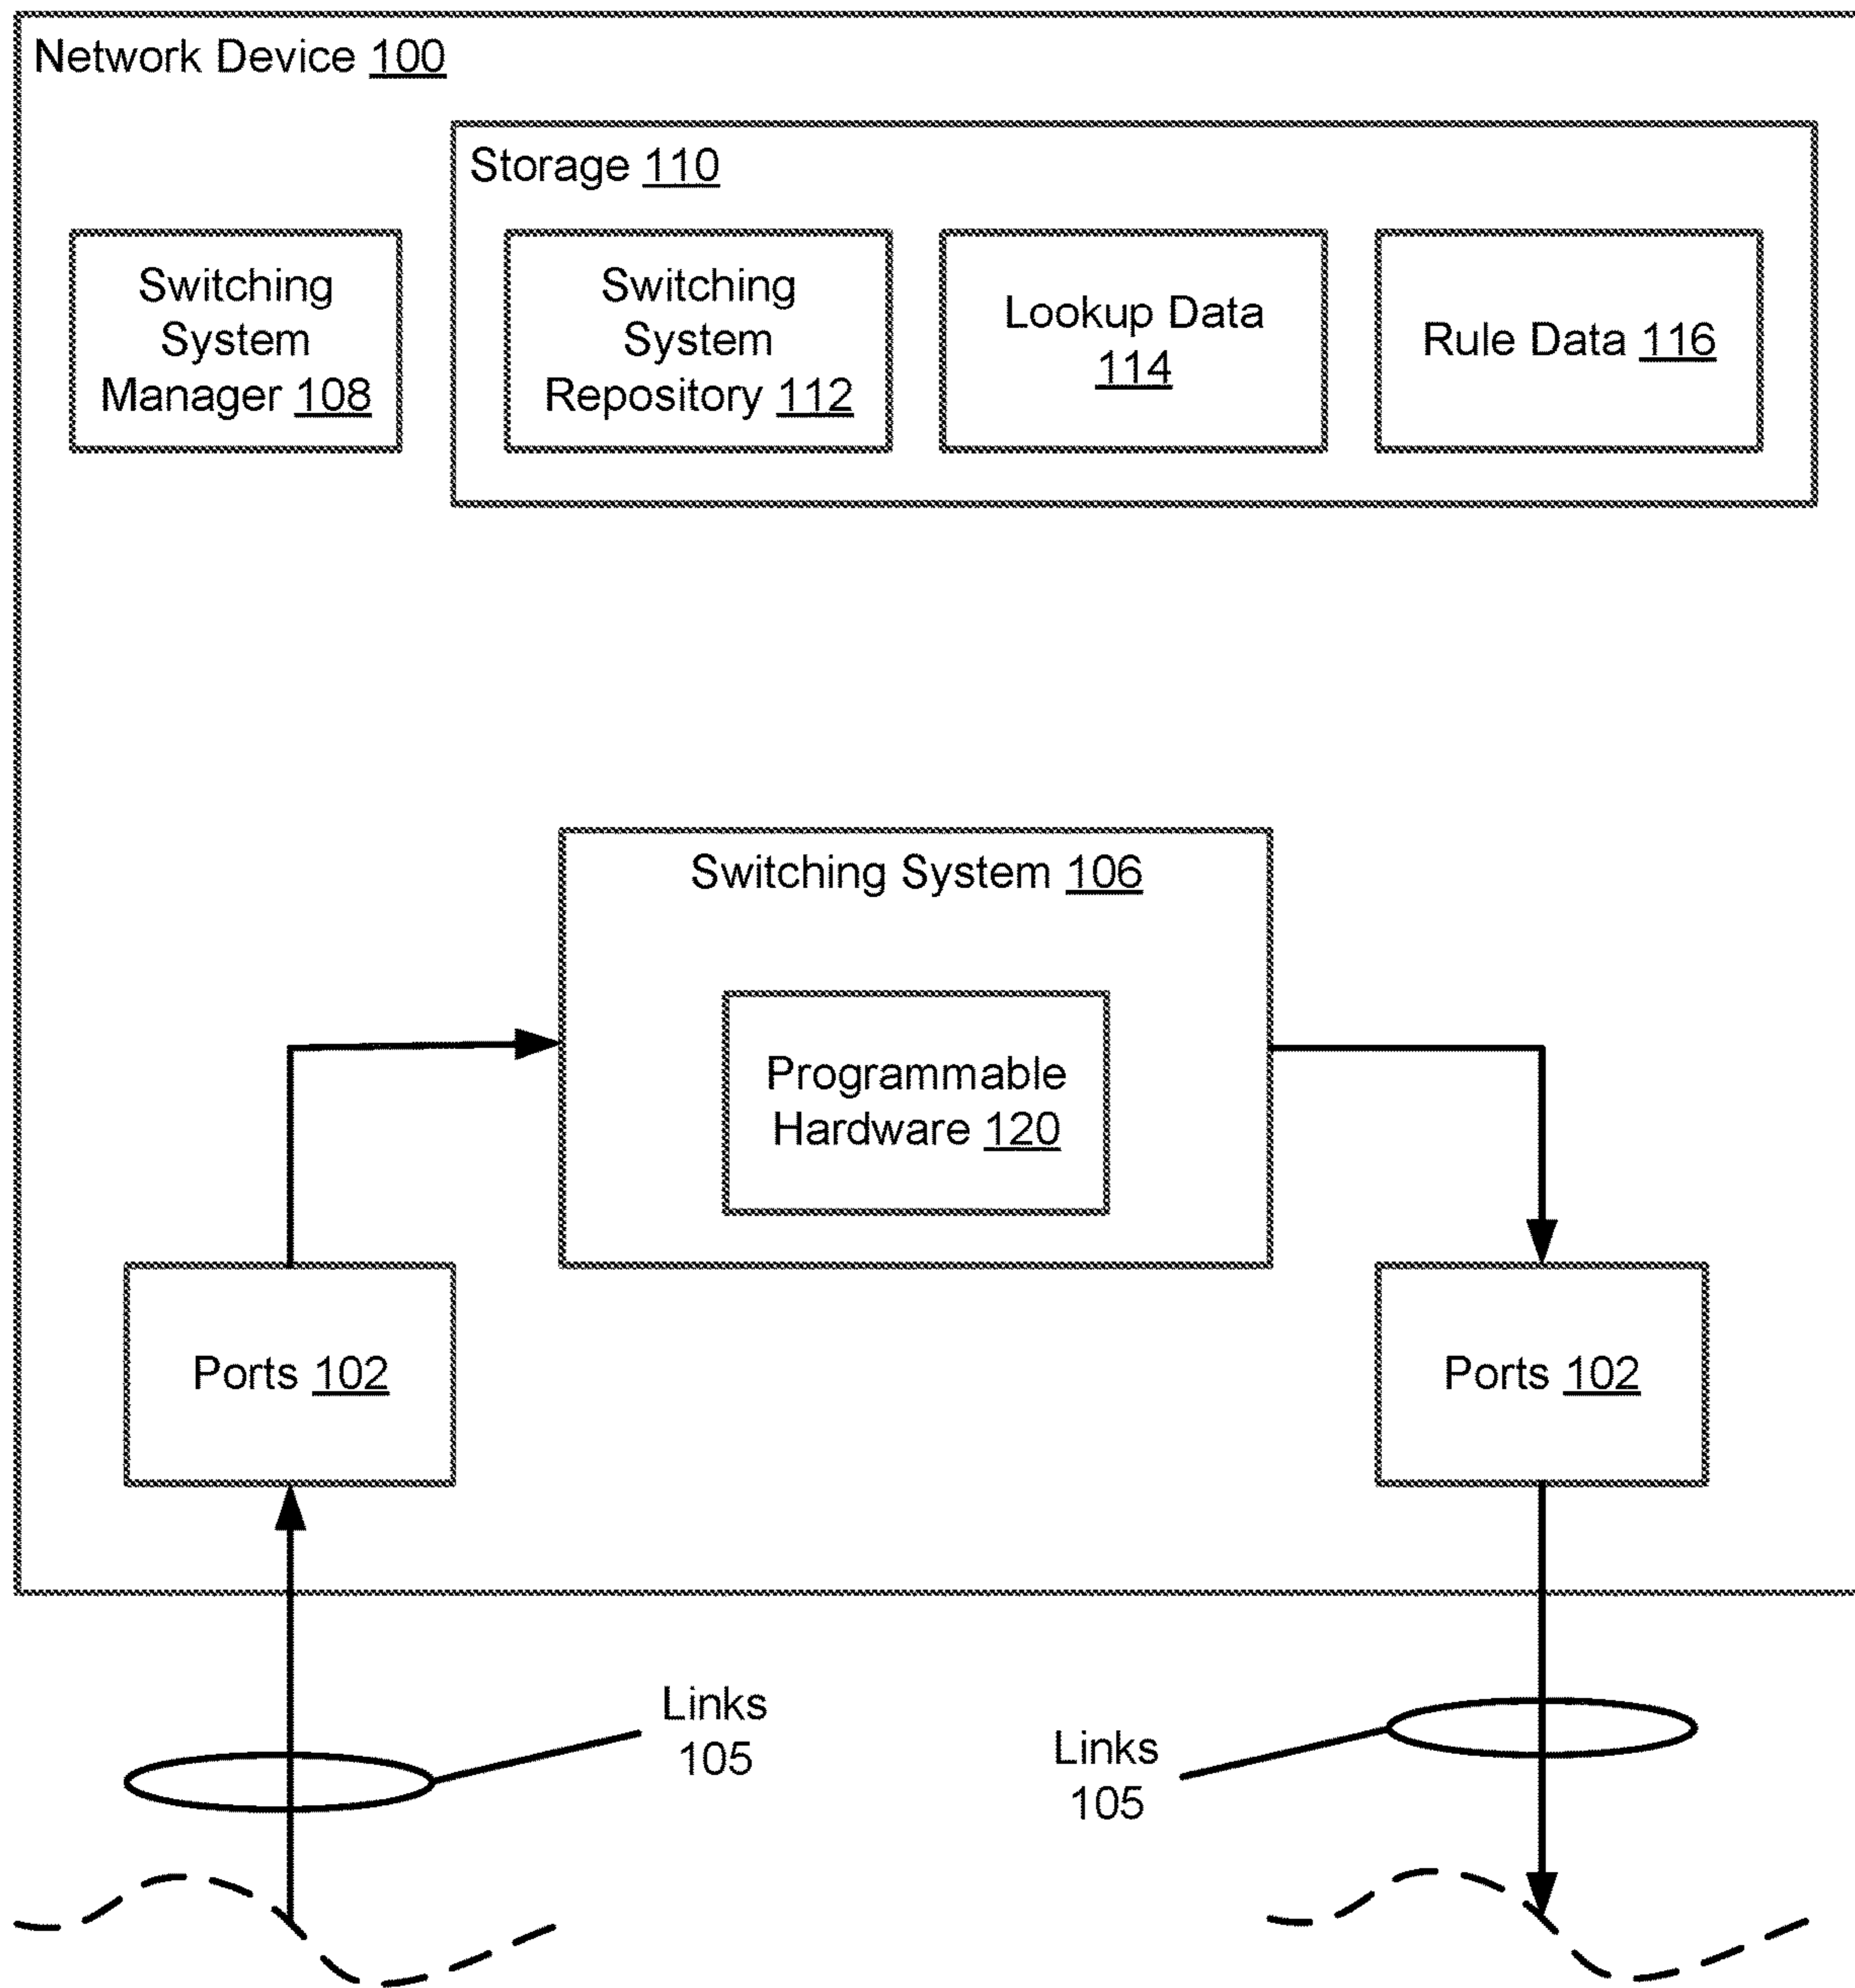 Network Device 100
Storage 110
Switching
System
Manager 108
Switching
System
Repository 112
Lookup Data
114
Rule Data 116
Switching System 106
Programmable
Hardware 120
Ports 102
Ports 102
Links
105
Links
105